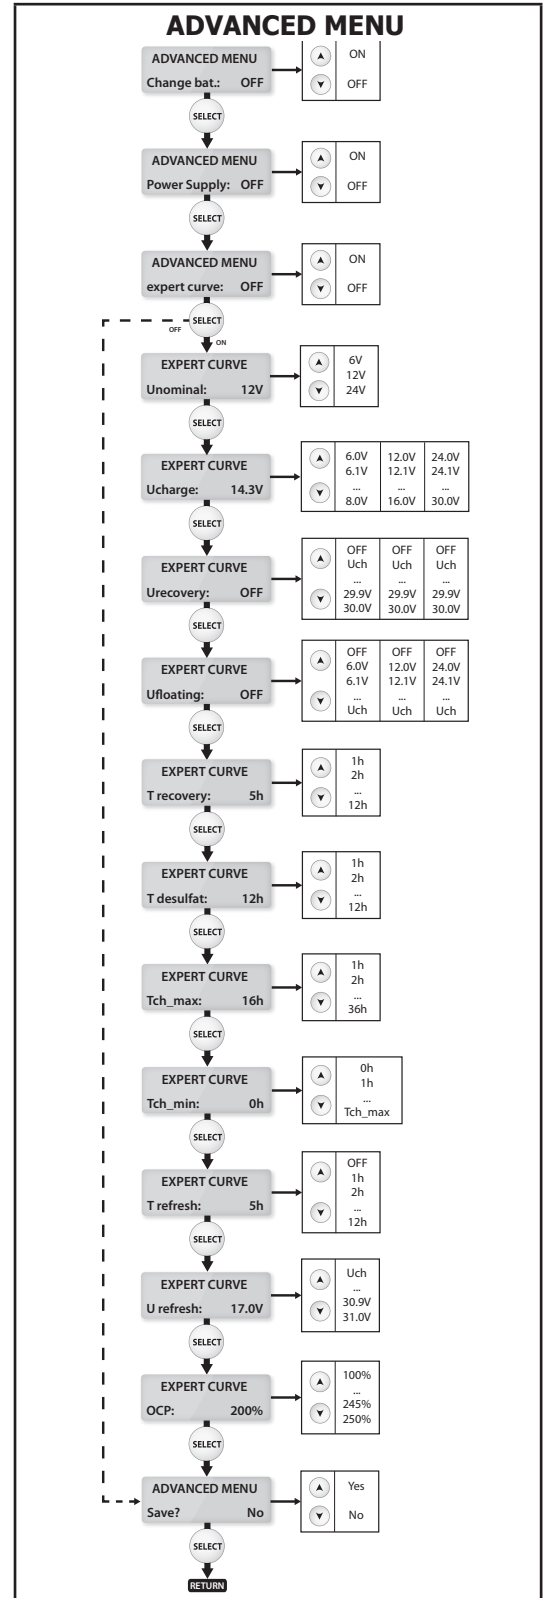 ADVANCED MENU
ADVANCED MENU
Change bat.: OFF
ON
OFF
SELECT
ADVANCED MENU
Power Supply: OFF
ON
OFF
SELECT
ADVANCED MENU
expert curve: OFF
ON
OFF
SELECT
OFF
ON
EXPERT CURVE
Unominal: 12V
6V
12V
24V
SELECT
EXPERT CURVE
Ucharge: 14.3V
6.0V 12.0V 24.0V
6.1V 12.1V 24.1V
... ... ...
8.0V 16.0V 30.0V
SELECT
EXPERT CURVE
Urecovery: OFF
OFF OFF OFF
Uch Uch Uch
... ... ...
29.9V 29.9V 29.9V
30.0V 30.0V 30.0V
SELECT
EXPERT CURVE
Ufloating: OFF
OFF OFF OFF
6.0V 12.0V 24.0V
6.1V 12.1V 24.1V
... ... ...
Uch Uch Uch
SELECT
EXPERT CURVE
T recovery: 5h
1h
2h
...
12h
SELECT
EXPERT CURVE
T desulfat: 12h
1h
2h
...
12h
SELECT
EXPERT CURVE
Tch_max: 16h
1h
2h
...
36h
SELECT
EXPERT CURVE
Tch_min: 0h
0h
1h
...
Tch_max
SELECT
EXPERT CURVE
T refresh: 5h
OFF
1h
2h
...
12h
SELECT
EXPERT CURVE
U refresh: 17.0V
Uch
...
30.9V
31.0V
SELECT
EXPERT CURVE
OCP: 200%
100%
...
245%
250%
SELECT
ADVANCED MENU
Save? No
Yes
No
SELECT
RETURN